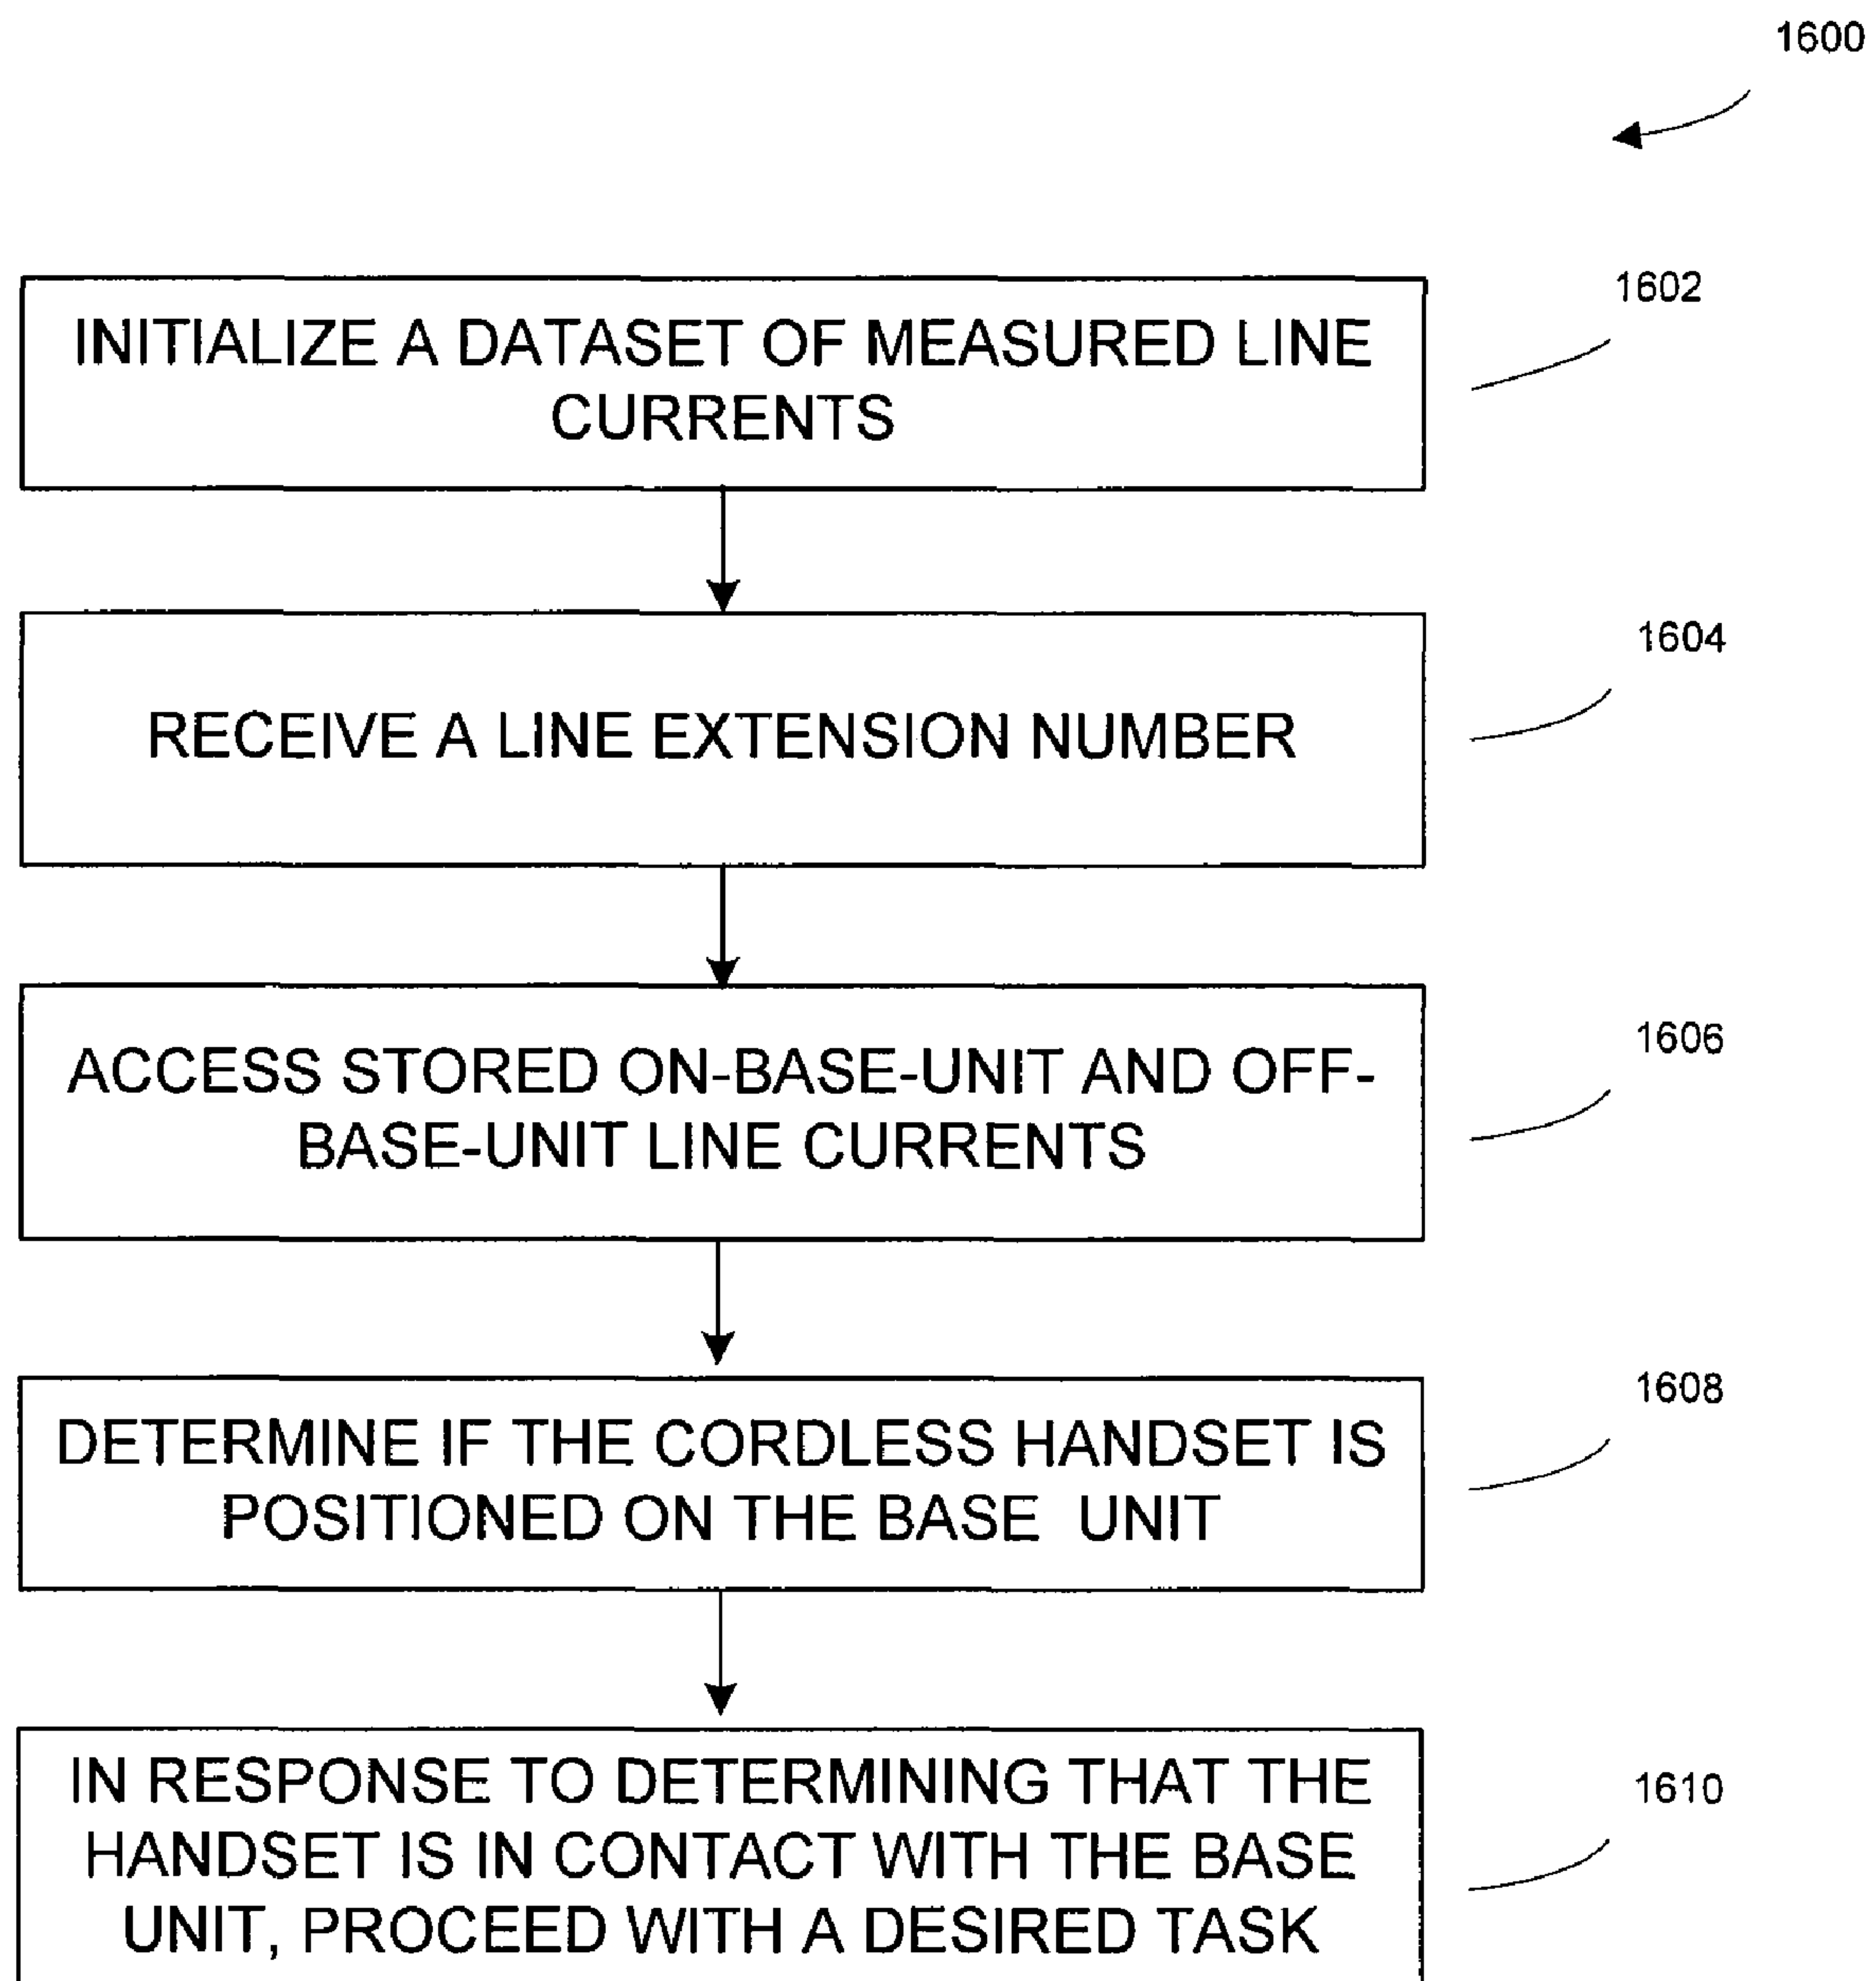 1600
1602
INITIALIZE A DATASET OF MEASURED LINE
CURRENTS
1604
RECEIVE A LINE EXTENSION NUMBER
1606
ACCESS STORED ON-BASE-UNIT AND OFF-
BASE-UNIT LINE CURRENTS
1608
DETERMINE IF THE CORDLESS HANDSET IS
POSITIONED ON THE BASE UNIT
1610
IN RESPONSE TO DETERMINING THAT THE
HANDSET IS IN CONTACT WITH THE BASE
UNIT, PROCEED WITH A DESIRED TASK